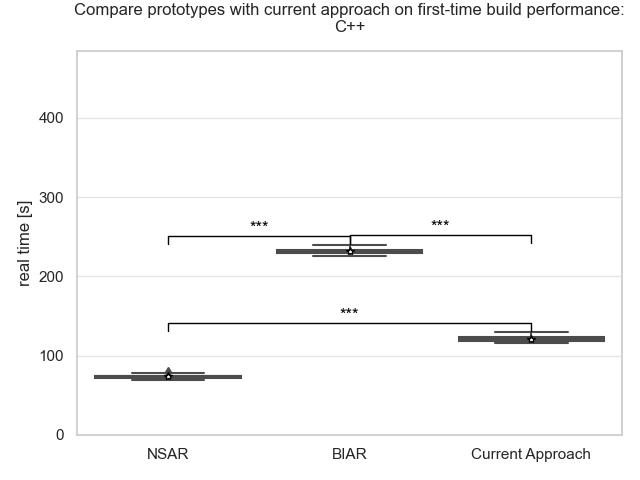 Compare prototypes with current approach on first-time build performance:
C++
400
300
200
100
0
real time [s]
***
***
***
NSAR
BIAR
Current Approach